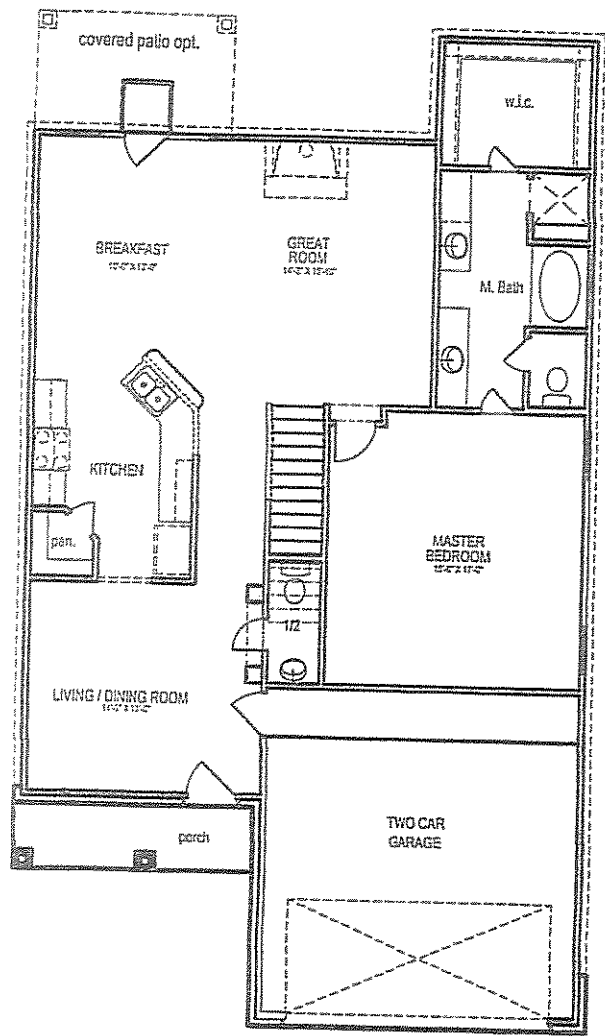 covered patio opt.
w.i.c.
BREAKFAST
GREAT
ROOM
M. Bath
KITCHEN
pan.
MASTER
BEDROOM
1/2
LIVING / DINING ROOM
TWO CAR
GARAGE
porch